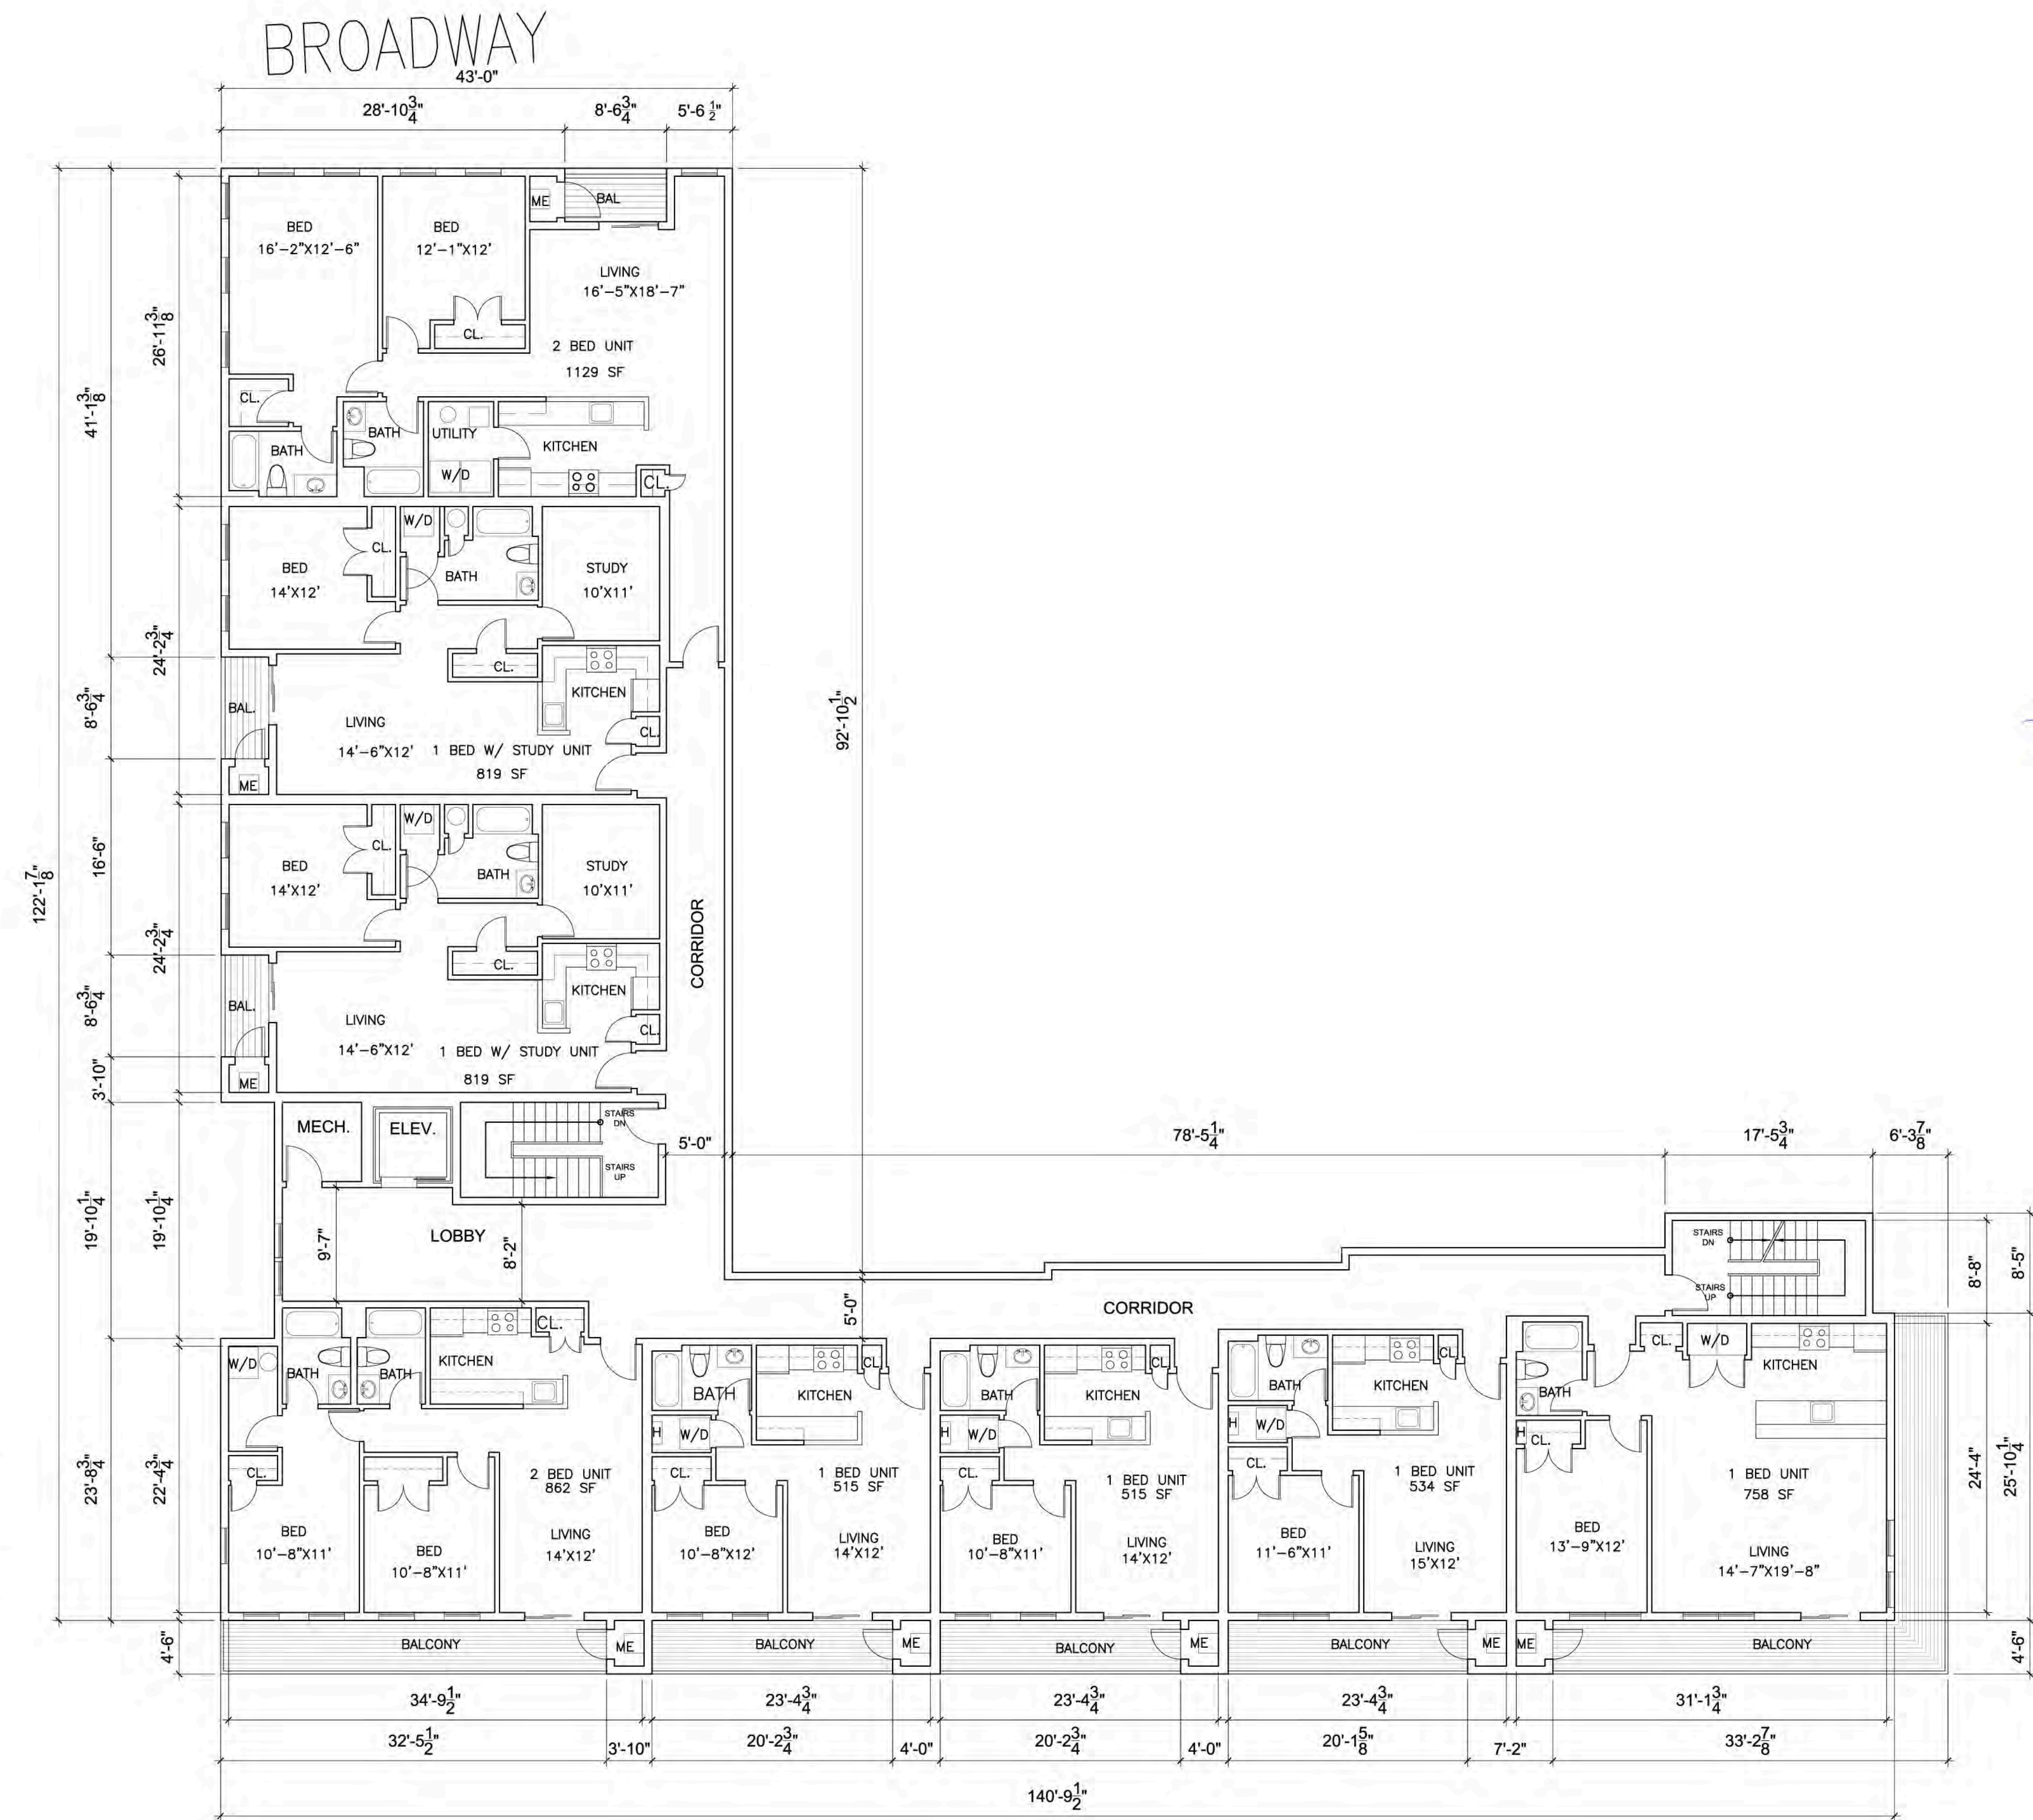 BROADWAY
43'-0"
28'-10 3/4"
8'-6 3/4"
5'-6 1/2"
BED
16'-2"X12'-6"
BED
12'-1"X12'
ME
BAL
LIVING
16'-5"X18'-7"
CL.
2 BED UNIT
1129 SF
26'-11 3/8"
41'-1 3/8"
CL.
BATH
BATH
UTILITY
W/D
KITCHEN
CL.
BED
14'X12'
CL.
W/D
BATH
STUDY
10'X11'
24'-2 3/4"
8'-6 3/4"
92'-10 1/2"
CL.
KITCHEN
BAL.
LIVING
14'-6"X12'
1 BED W/ STUDY UNIT
819 SF
CL.
ME
BED
14'X12'
CL.
W/D
BATH
STUDY
10'X11'
16'-6"
122'-1 7/8"
24'-2 3/4"
CORRIDOR
8'-6 3/4"
CL.
KITCHEN
BAL.
LIVING
14'-6"X12'
1 BED W/ STUDY UNIT
819 SF
CL.
ME
3'-10"
MECH.
ELEV.
STAIRS
DN
STAIRS
UP
5'-0"
78'-5 1/4"
17'-5 3/4"
6'-3 7/8"
19'-10 1/4"
19'-10 1/4"
9'-7"
LOBBY
8'-2"
STAIRS
DN
STAIRS
UP
8'-8"
8'-5"
5'-0"
CORRIDOR
W/D
BATH
BATH
KITCHEN
CL.
CL.
2 BED UNIT
862 SF
BED
10'-8"X11'
BED
10'-8"X11'
LIVING
14'X12'
23'-8 3/4"
22'-4 3/4"
BATH
KITCHEN
CL
H
W/D
CL.
1 BED UNIT
515 SF
BED
10'-8"X12'
LIVING
14'X12'
BATH
KITCHEN
CL
H
W/D
CL.
1 BED UNIT
515 SF
BED
10'-8"X11'
LIVING
14'X12'
BATH
KITCHEN
CL
H
W/D
CL.
1 BED UNIT
534 SF
BED
11'-6"X11'
LIVING
15'X12'
BATH
CL.
W/D
KITCHEN
H
CL.
1 BED UNIT
758 SF
BED
13'-9"X12'
LIVING
14'-7"X19'-8"
24'-4"
25'-10 1/4"
4'-6"
BALCONY
ME
BALCONY
ME
BALCONY
ME
BALCONY
ME
ME
BALCONY
4'-6"
34'-9 1/2"
23'-4 3/4"
23'-4 3/4"
23'-4 3/4"
31'-1 3/4"
32'-5 1/2"
3'-10"
20'-2 3/4"
4'-0"
20'-2 3/4"
4'-0"
20'-1 5/8"
7'-2"
33'-2 7/8"
140'-9 1/2"